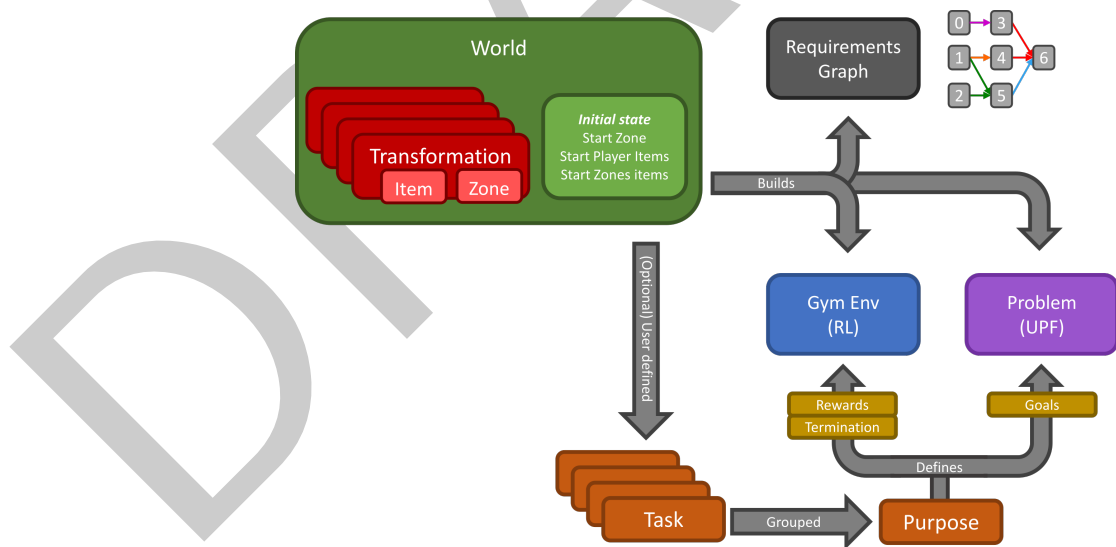 World
Transformation
Item
Zone
Initial state
Start Zone
Start Player Items
Start Zones items
Requirements
Graph
0
3
1
4
6
2
5
Builds
(Optional) User defined
Gym Env
(RL)
Problem
(UPF)
Rewards
Termination
Goals
Defines
Task
Grouped
Purpose